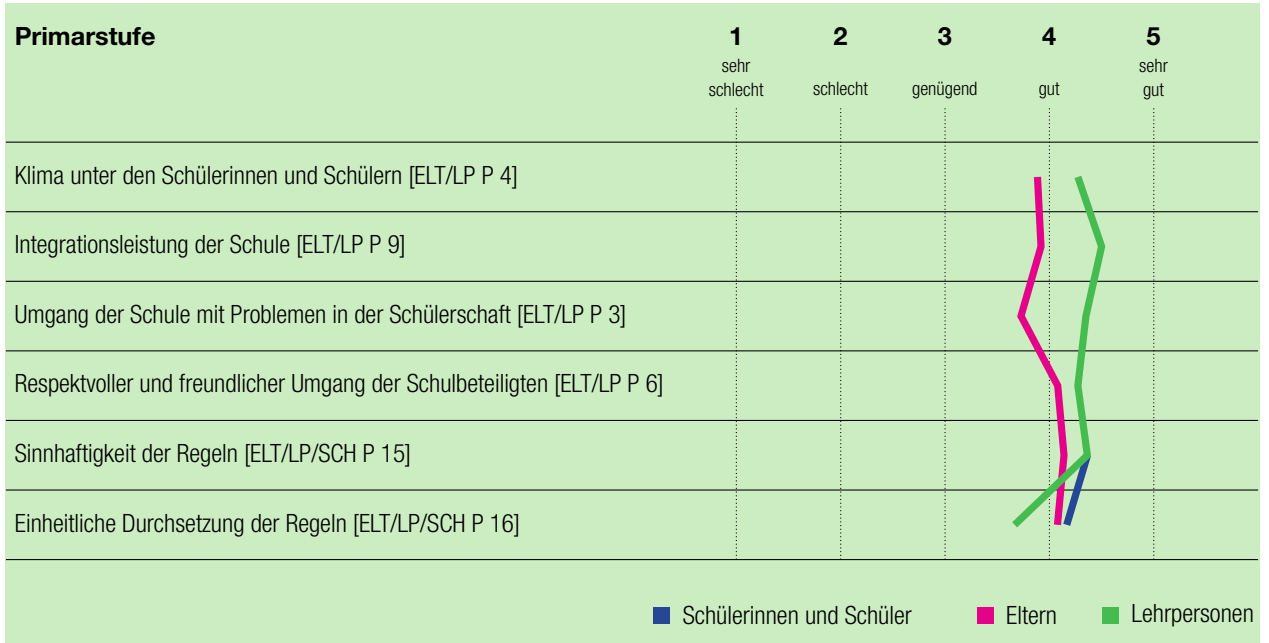 Primarstufe 1 2 3 4 5
sehr sehr
schlecht schlecht genügend gut gut
Klima unter den Schülerinnen und Schülern [ELT/LP P 4]
Integrationsleistung der Schule [ELT/LP P 9]
Umgang der Schule mit Problemen in der Schülerschaft [ELT/LP P 3]
Respektvoller und freundlicher Umgang der Schulbeteiligten [ELT/LP P 6]
Sinnhaftigkeit der Regeln [ELT/LP/SCH P 15]
Einheitliche Durchsetzung der Regeln [ELT/LP/SCH P 16]
Schülerinnen und Schüler Eltern Lehrpersonen